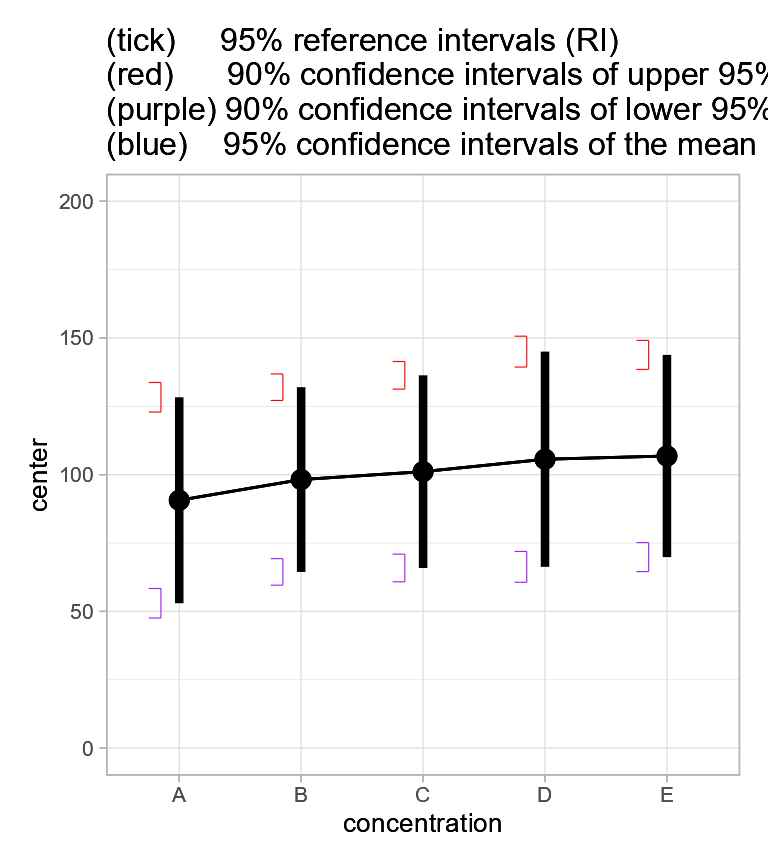 (tick) 95% reference intervals (RI)
(red) 90% confidence intervals of upper 95%
(purple) 90% confidence intervals of lower 95%
(blue) 95% confidence intervals of the mean
200
150
100
50
0
center
A B C D E
concentration